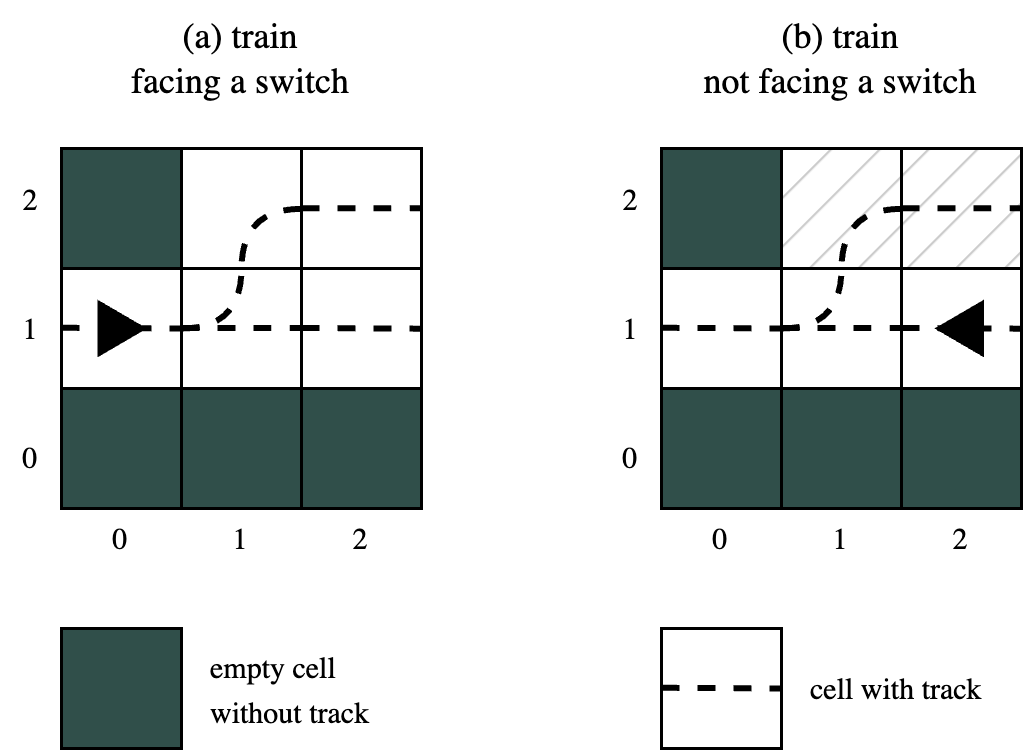 (a) train
facing a switch
(b) train
not facing a switch
2
1
0
0 1 2
2
1
0
0 1 2
empty cell
without track
cell with track